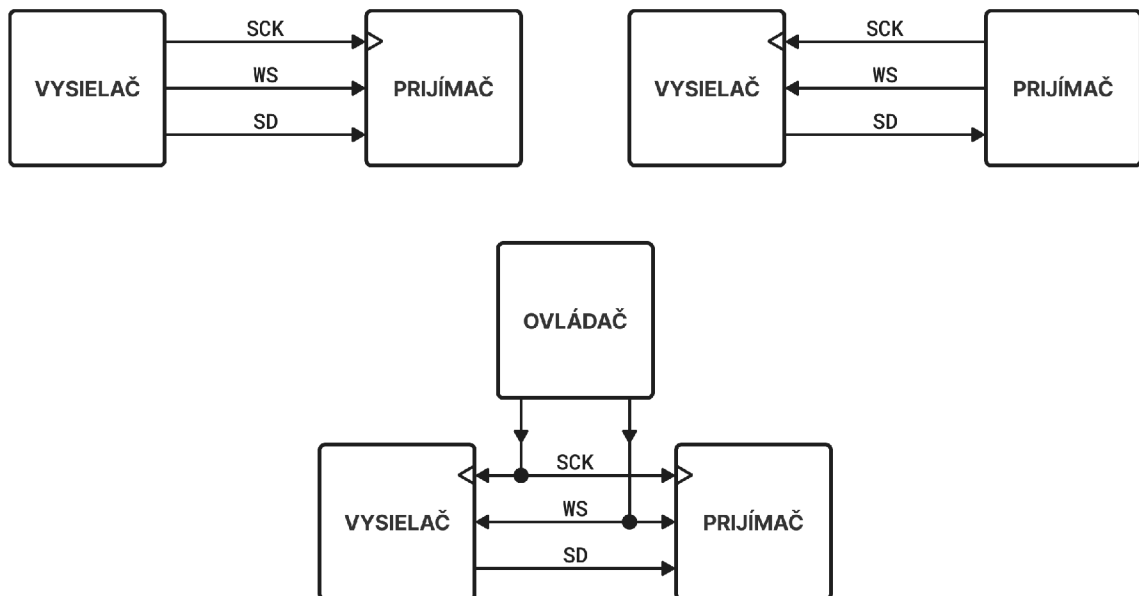 SCK
VYSIELAČ
WS
PRIJÍMAČ
SD
SCK
VYSIELAČ
WS
PRIJÍMAČ
SD
OVLÁDAČ
SCK
VYSIELAČ
WS
PRIJÍMAČ
SD